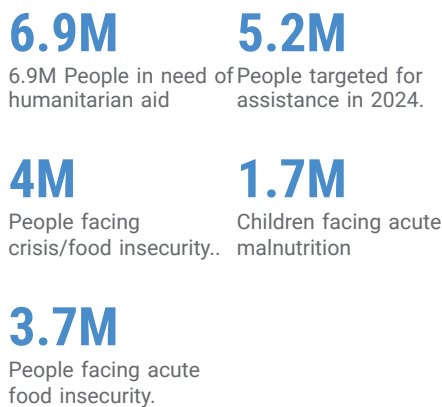 6.9M
6.9M People in need of
humanitarian aid
5.2M
People targeted for
assistance in 2024.
4M
People facing
crisis/food insecurity..
1.7M
Children facing acute
malnutrition
3.7M
People facing acute
food insecurity.